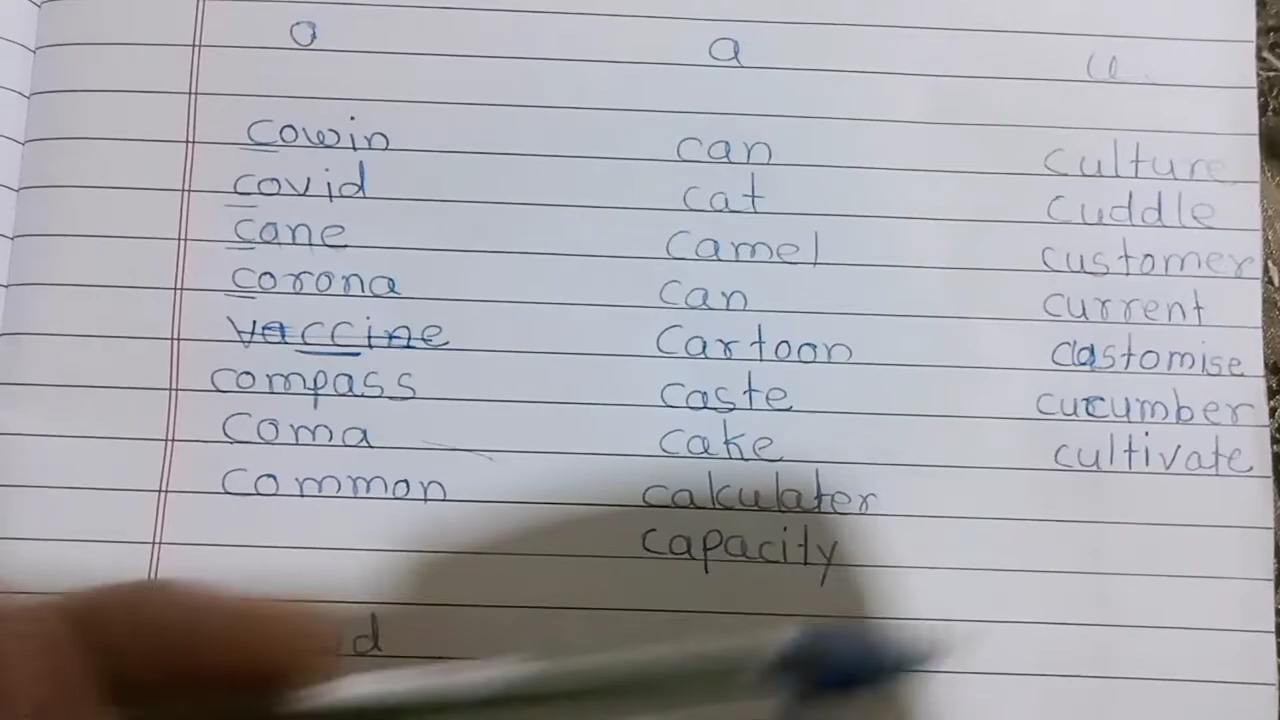 o a u
cowin can culture
covid cat cuddle
cane camel customer
corona can current
vaccine cartoon castomise
compass caste cucumber
coma cake cultivate
common calculater
capacity
d